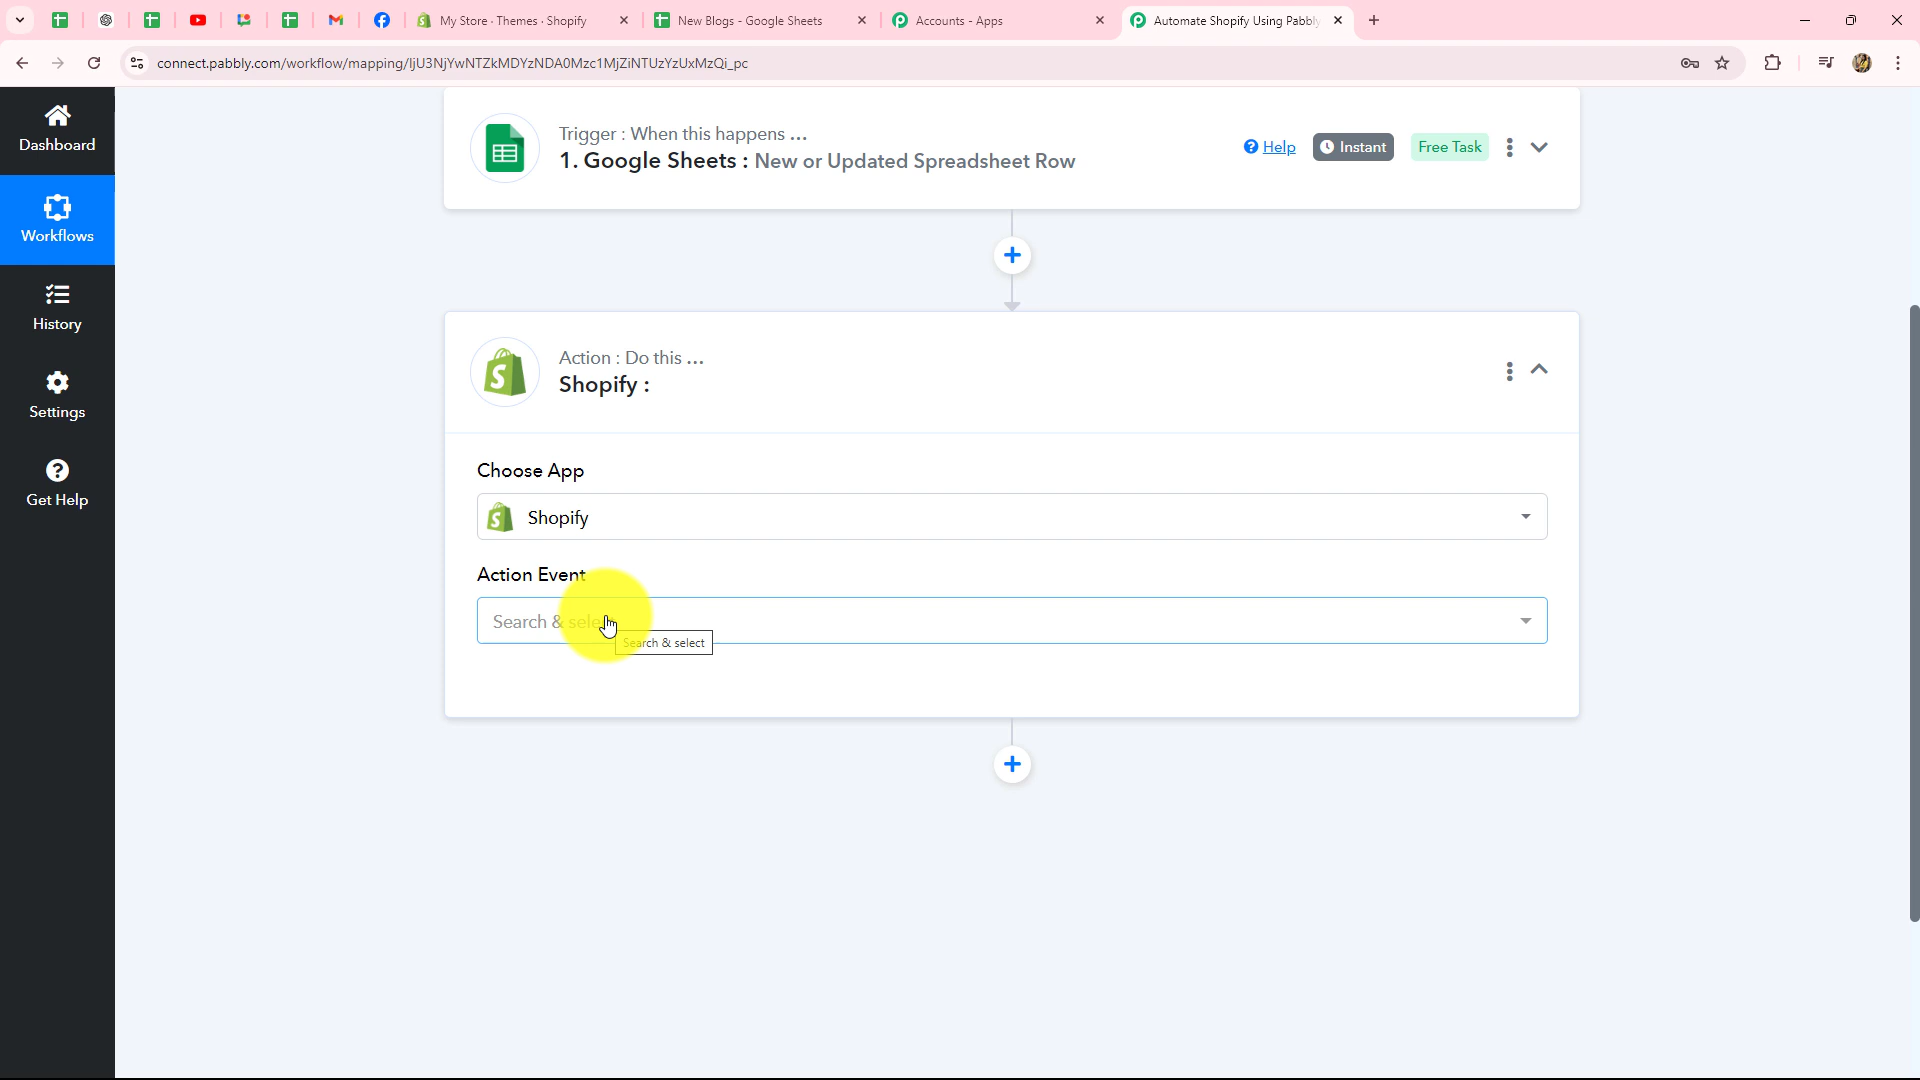 My Store · Themes · Shopify
New Blogs - Google Sheets
Accounts - Apps
Automate Shopify Using Pabbly
connect.pabbly.com/workflow/mapping/IjU3NjYwNTZkMDYzNDA0Mzc1MjZiNTUzYzUxMzQi_pc
Dashboard
Workflows
History
Settings
Get Help
Trigger : When this happens ...
1. Google Sheets : New or Updated Spreadsheet Row
Help
Instant
Free Task
Action : Do this ...
Shopify :
Choose App
Shopify
Action Event
Search & select
Search & select